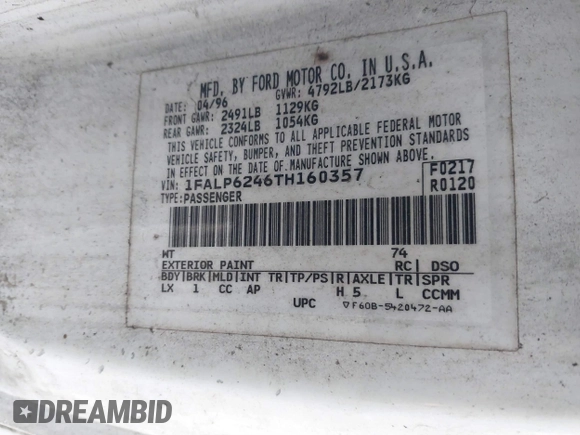 MFD. BY FORD MOTOR CO. IN U.S.A.
DATE: 04/96 GVWR: 4792LB/2173KG
FRONT GAWR: 2491LB 1129KG
REAR GAWR: 2324LB 1054KG
THIS VEHICLE CONFORMS TO ALL APPLICABLE FEDERAL MOTOR
VEHICLE SAFETY, BUMPER, AND THEFT PREVENTION STANDARDS
IN EFFECT ON THE DATE OF MANUFACTURE SHOWN ABOVE.
VIN: 1FALP6246TH160357 F0217
TYPE: PASSENGER R0120
WT 74
EXTERIOR PAINT RC| DSO
BDY|BRK|MLD|INT TR|TP/PS|R|AXLE|TR|SPR
LX 1 CC AP H 5 L CCMM
UPC ▽F60B-5420472-AA
DREAMBID